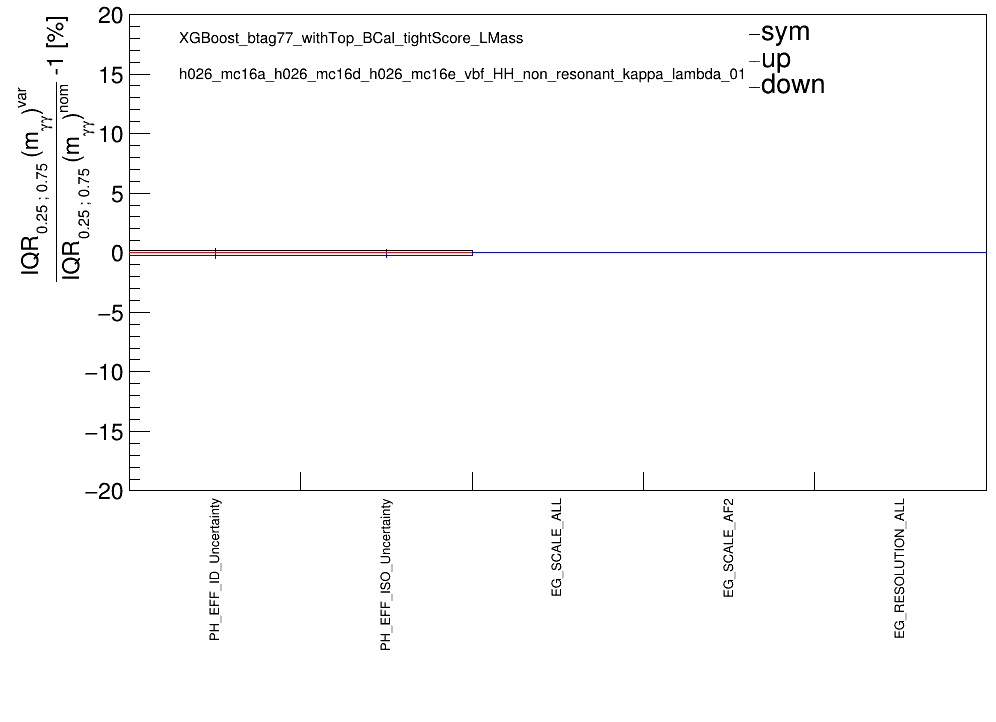 IQR0.25 ; 0.75 (mγγ)var
IQR0.25 ; 0.75 (mγγ)nom -1 [%]
XGBoost_btag77_withTop_BCal_tightScore_LMass
h026_mc16a_h026_mc16d_h026_mc16e_vbf_HH_non_resonant_kappa_lambda_01
sym
up
down
20
15
10
5
0
−5
−10
−15
−20
PH_EFF_ID_Uncertainty
PH_EFF_ISO_Uncertainty
EG_SCALE_ALL
EG_SCALE_AF2
EG_RESOLUTION_ALL